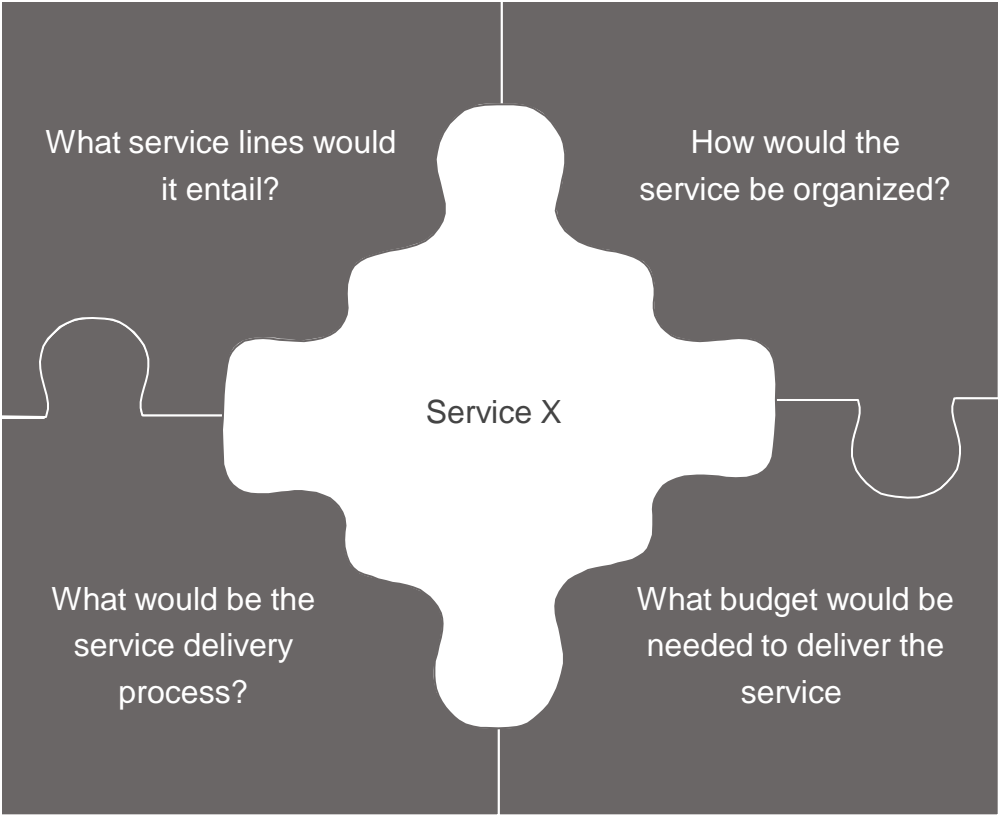 What service lines would
it entail?
How would the
service be organized?
Service X
What would be the
service delivery
process?
What budget would be
needed to deliver the
service